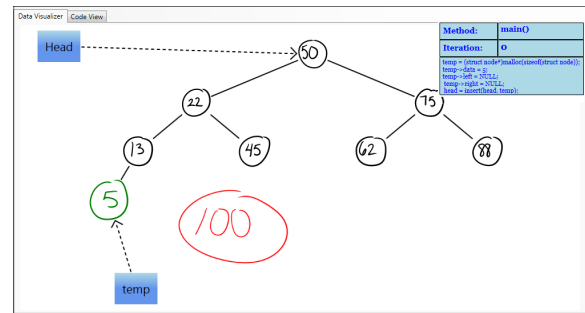 Data Visualizer Code View
Head
50
Method: main()
Iteration: 0
temp = (struct node*)malloc(sizeof(struct node));
temp->data = 5;
temp->left = NULL;
temp->right = NULL;
head = insert(head, temp);
22
75
13
45
62
88
5
100
temp